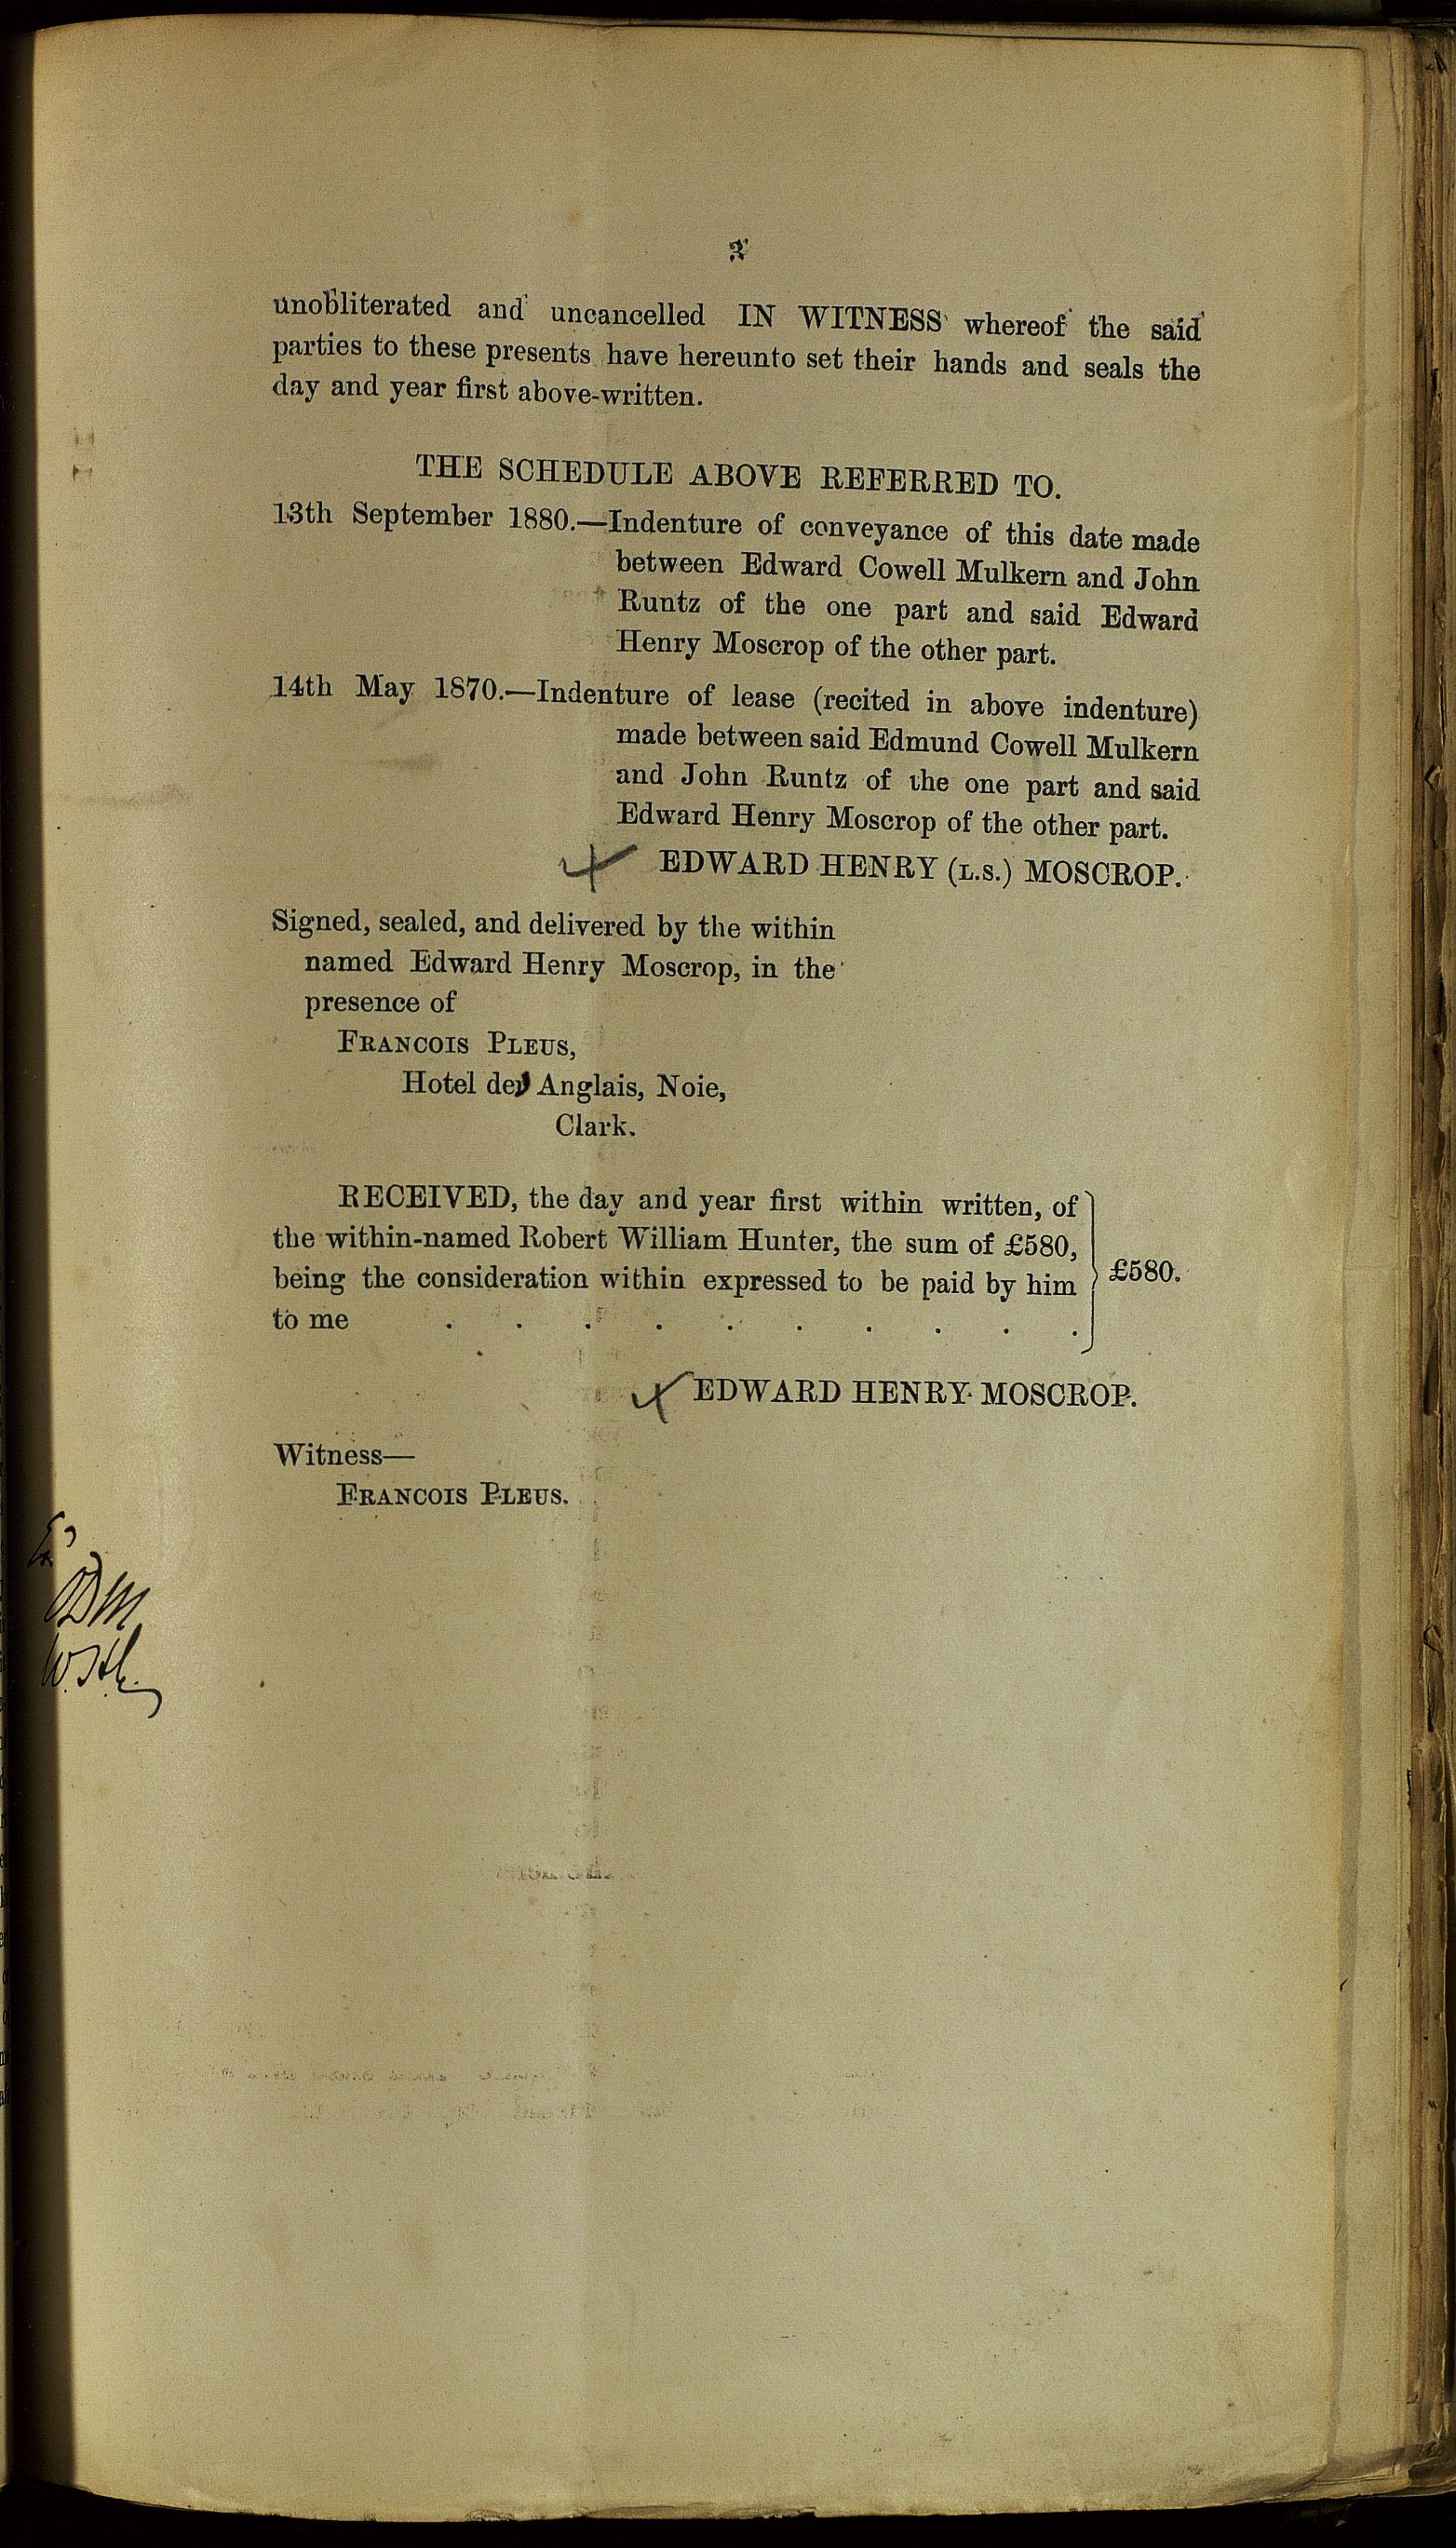 2
unobliterated and uncancelled IN WITNESS whereof the said
parties to these presents have hereunto set their hands and seals the
day and year first above-written.
THE SCHEDULE ABOVE REFERRED TO.
13th September 1880.—Indenture of conveyance of this date made
between Edward Cowell Mulkern and John
Runtz of the one part and said Edward
Henry Moscrop of the other part.
14th May 1870.—Indenture of lease (recited in above indenture)
made between said Edmund Cowell Mulkern
and John Runtz of the one part and said
Edward Henry Moscrop of the other part.
EDWARD HENRY (L.S.) MOSCROP.
Signed, sealed, and delivered by the within
named Edward Henry Moscrop, in the
presence of
FRANCOIS PLEUS,
Hotel des Anglais, Noie,
Clark.
RECEIVED, the day and year first within written, of
the within-named Robert William Hunter, the sum of £580,
being the consideration within expressed to be paid by him
to me . . . . . . . . . .
£580.
EDWARD HENRY MOSCROP.
Witness—
FRANCOIS PLEUS.